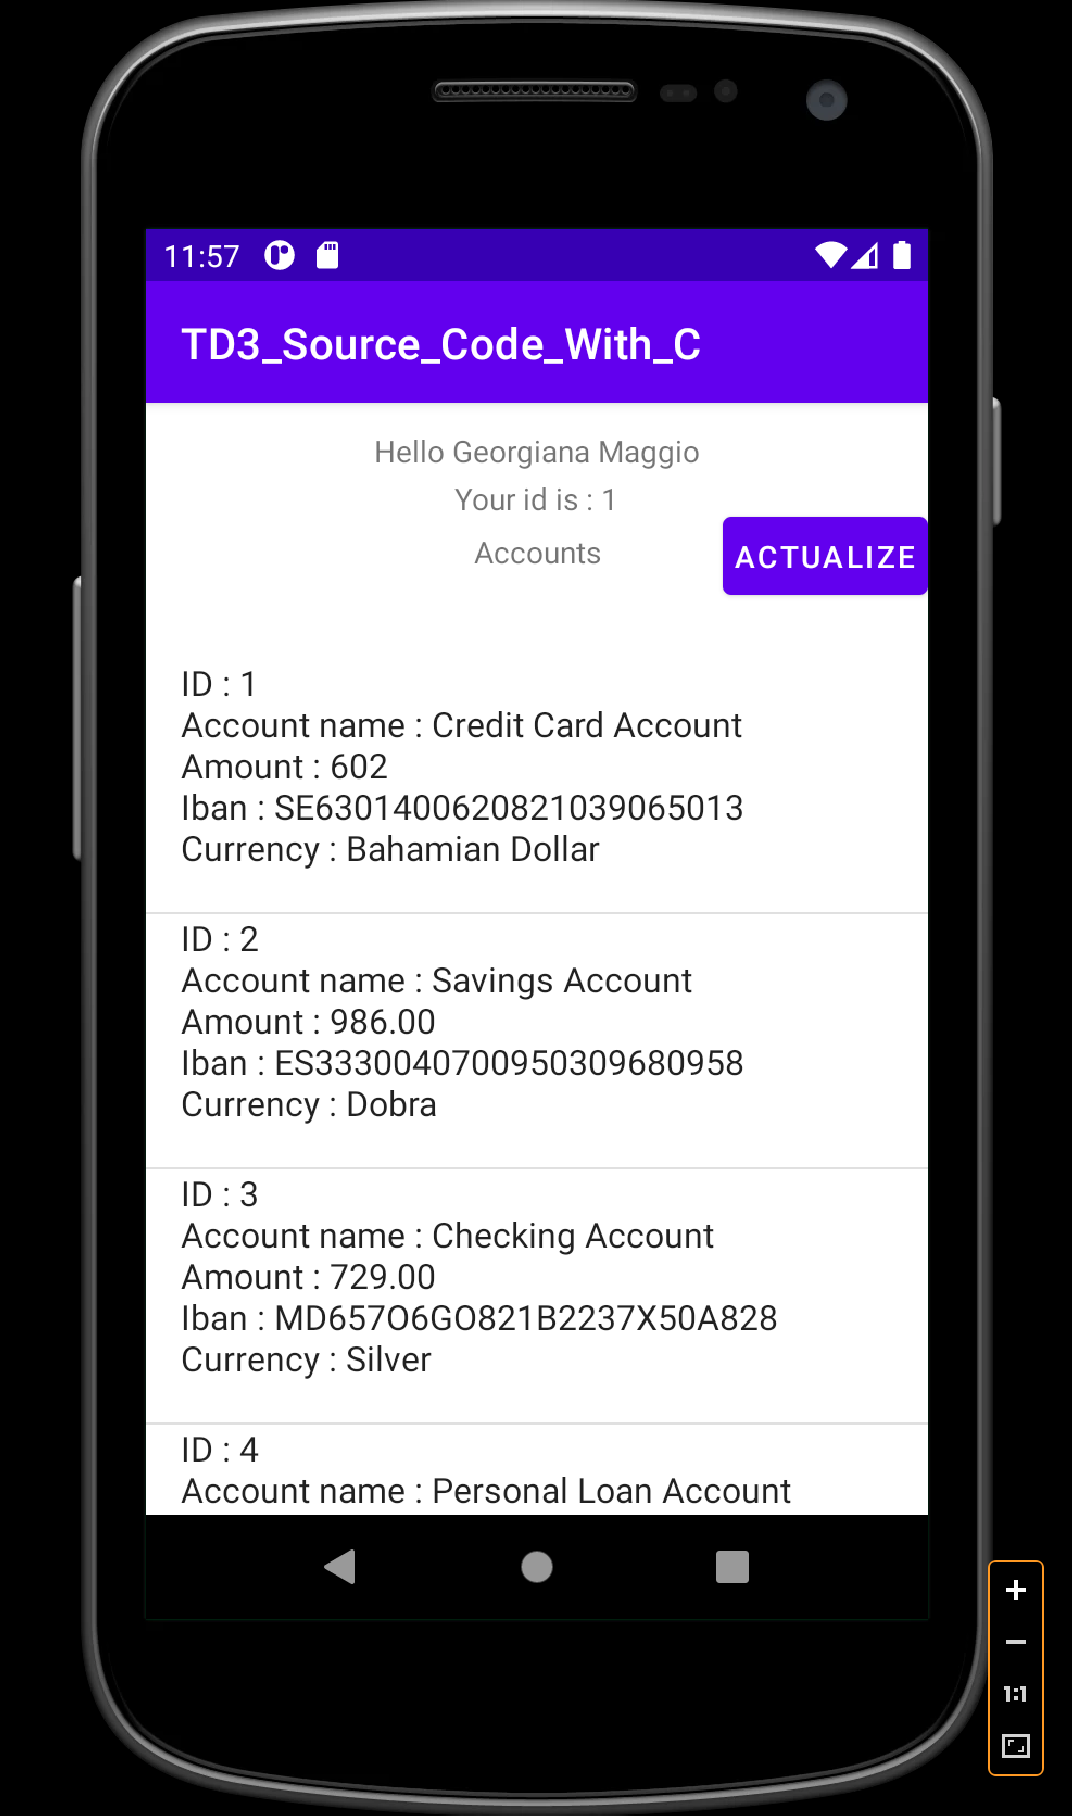 11:57
TD3_Source_Code_With_C
Hello Georgiana Maggio
Your id is : 1
Accounts
ACTUALIZE
ID : 1
Account name : Credit Card Account
Amount : 602
Iban : SE6301400620821039065013
Currency : Bahamian Dollar
ID : 2
Account name : Savings Account
Amount : 986.00
Iban : ES3330040700950309680958
Currency : Dobra
ID : 3
Account name : Checking Account
Amount : 729.00
Iban : MD657O6GO821B2237X50A828
Currency : Silver
ID : 4
Account name : Personal Loan Account
1:1